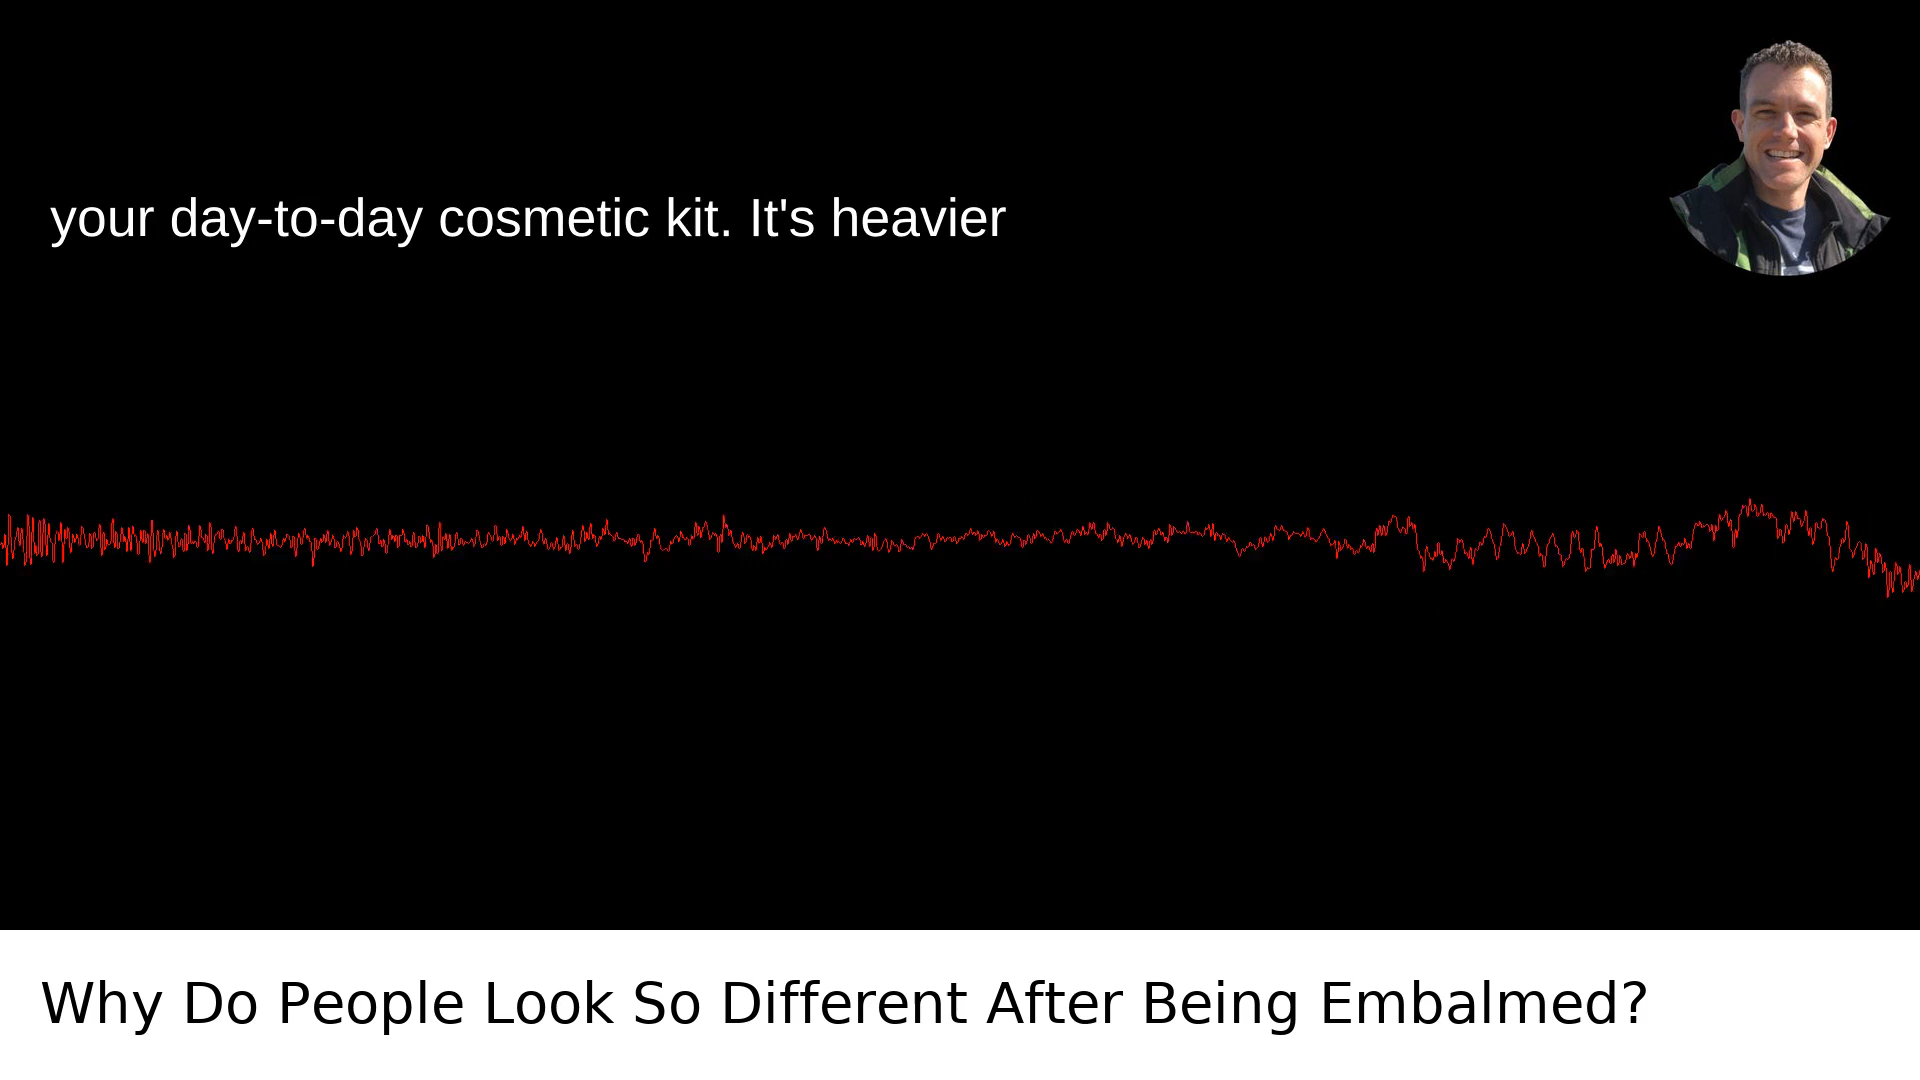 your day-to-day cosmetic kit. It's heavier
Why Do People Look So Different After Being Embalmed?